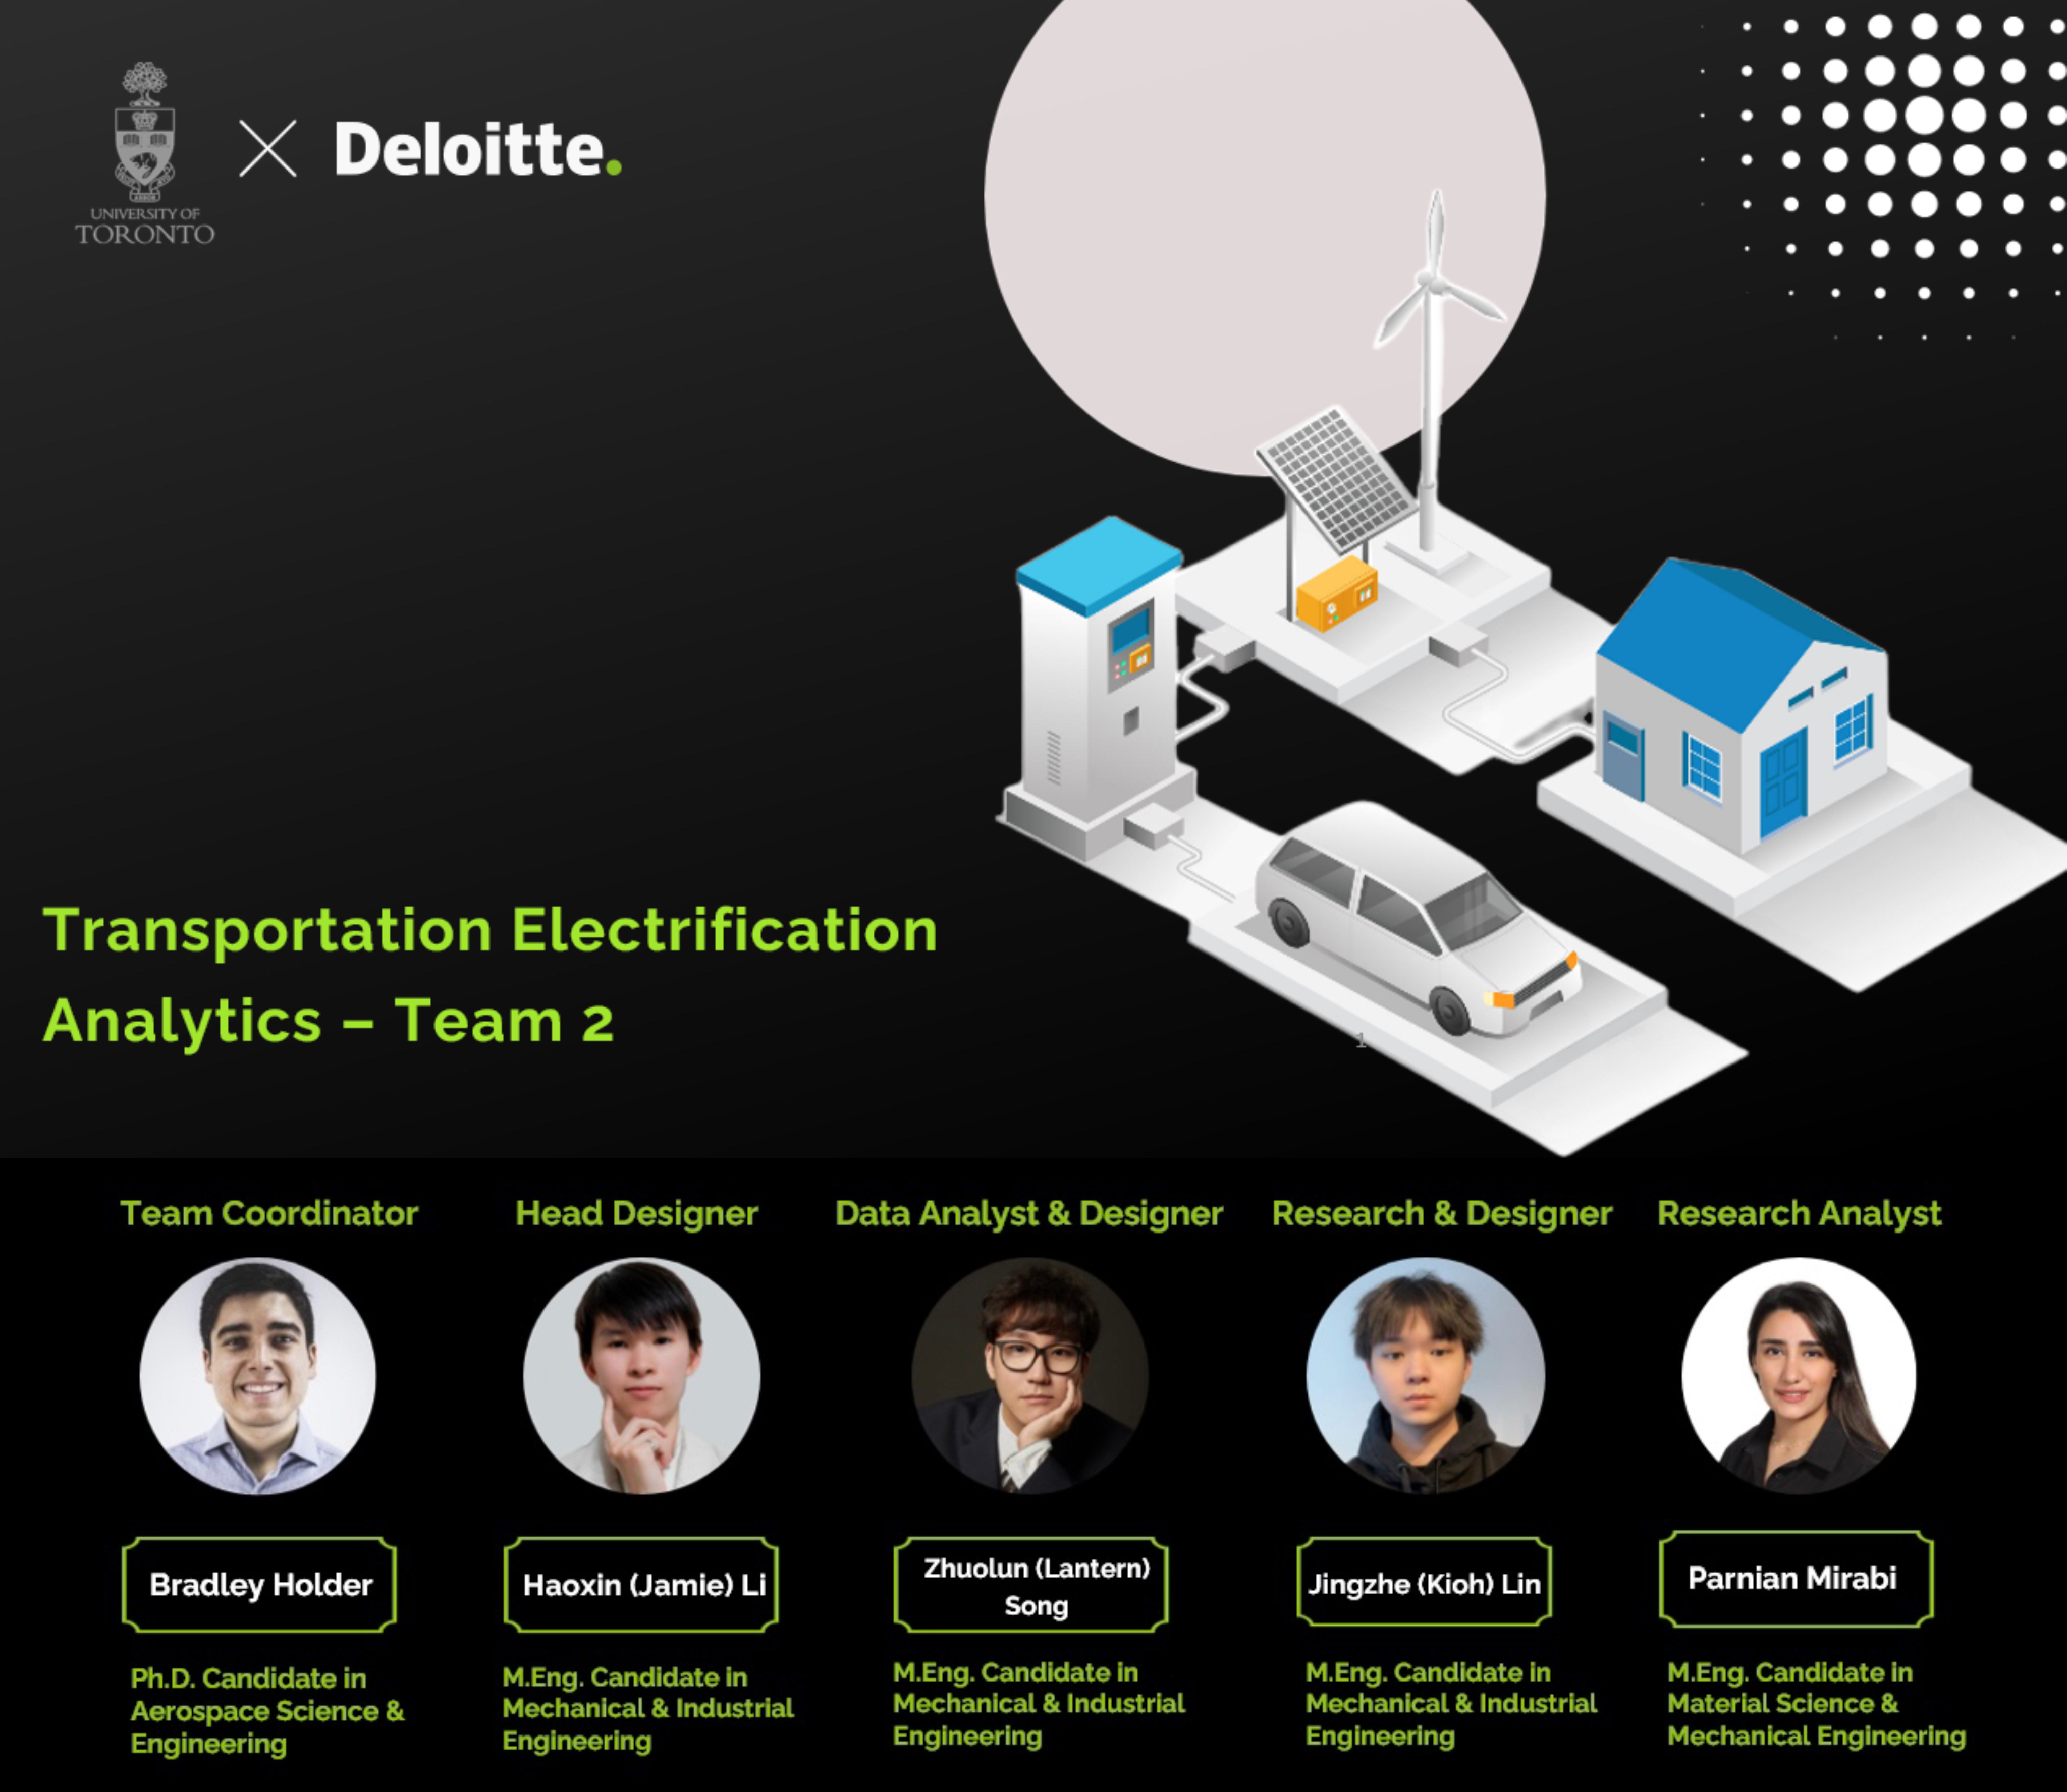 UNIVERSITY OF
TORONTO
Deloitte.
Transportation Electrification
Analytics – Team 2
1
Team Coordinator
Head Designer
Data Analyst & Designer
Research & Designer
Research Analyst
Bradley Holder
Haoxin (Jamie) Li
Zhuolun (Lantern)
Song
Jingzhe (Kioh) Lin
Parnian Mirabi
Ph.D. Candidate in
Aerospace Science &
Engineering
M.Eng. Candidate in
Mechanical & Industrial
Engineering
M.Eng. Candidate in
Mechanical & Industrial
Engineering
M.Eng. Candidate in
Mechanical & Industrial
Engineering
M.Eng. Candidate in
Material Science &
Mechanical Engineering